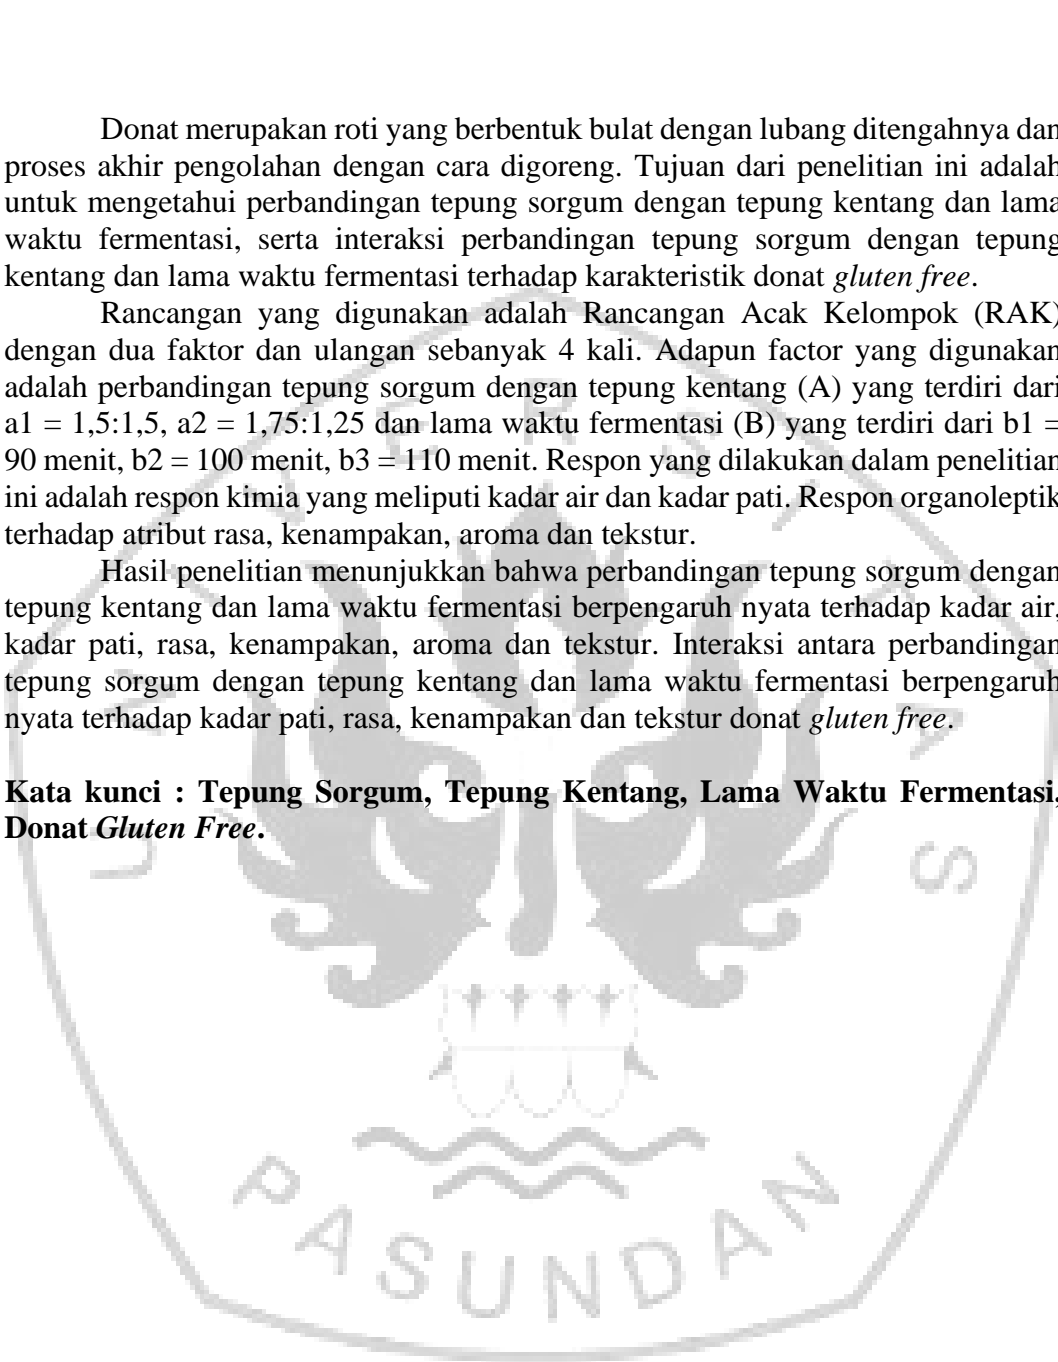 Donat merupakan roti yang berbentuk bulat dengan lubang ditengahnya dan
proses akhir pengolahan dengan cara digoreng. Tujuan dari penelitian ini adalah
untuk mengetahui perbandingan tepung sorgum dengan tepung kentang dan lama
waktu fermentasi, serta interaksi perbandingan tepung sorgum dengan tepung
kentang dan lama waktu fermentasi terhadap karakteristik donat gluten free.
Rancangan yang digunakan adalah Rancangan Acak Kelompok (RAK)
dengan dua faktor dan ulangan sebanyak 4 kali. Adapun factor yang digunakan
adalah perbandingan tepung sorgum dengan tepung kentang (A) yang terdiri dari
a1 = 1,5:1,5, a2 = 1,75:1,25 dan lama waktu fermentasi (B) yang terdiri dari b1 =
90 menit, b2 = 100 menit, b3 = 110 menit. Respon yang dilakukan dalam penelitian
ini adalah respon kimia yang meliputi kadar air dan kadar pati, Respon organoleptik
terhadap atribut rasa, kenampakan, aroma dan tekstur.
Hasil penelitian menunjukkan bahwa perbandingan tepung sorgum dengan
tepung kentang dan lama waktu fermentasi berpengaruh nyata terhadap kadar air,
kadar pati, rasa, kenampakan, aroma dan tekstur. Interaksi antara perbandingan
tepung sorgum dengan tepung kentang dan lama waktu fermentasi berpengaruh
nyata terhadap kadar pati, rasa, kenampakan dan tekstur donat gluten free.
Kata kunci : Tepung Sorgum, Tepung Kentang, Lama Waktu Fermentasi,
Donat Gluten Free.
UNIVERSITAS
PASUNDAN